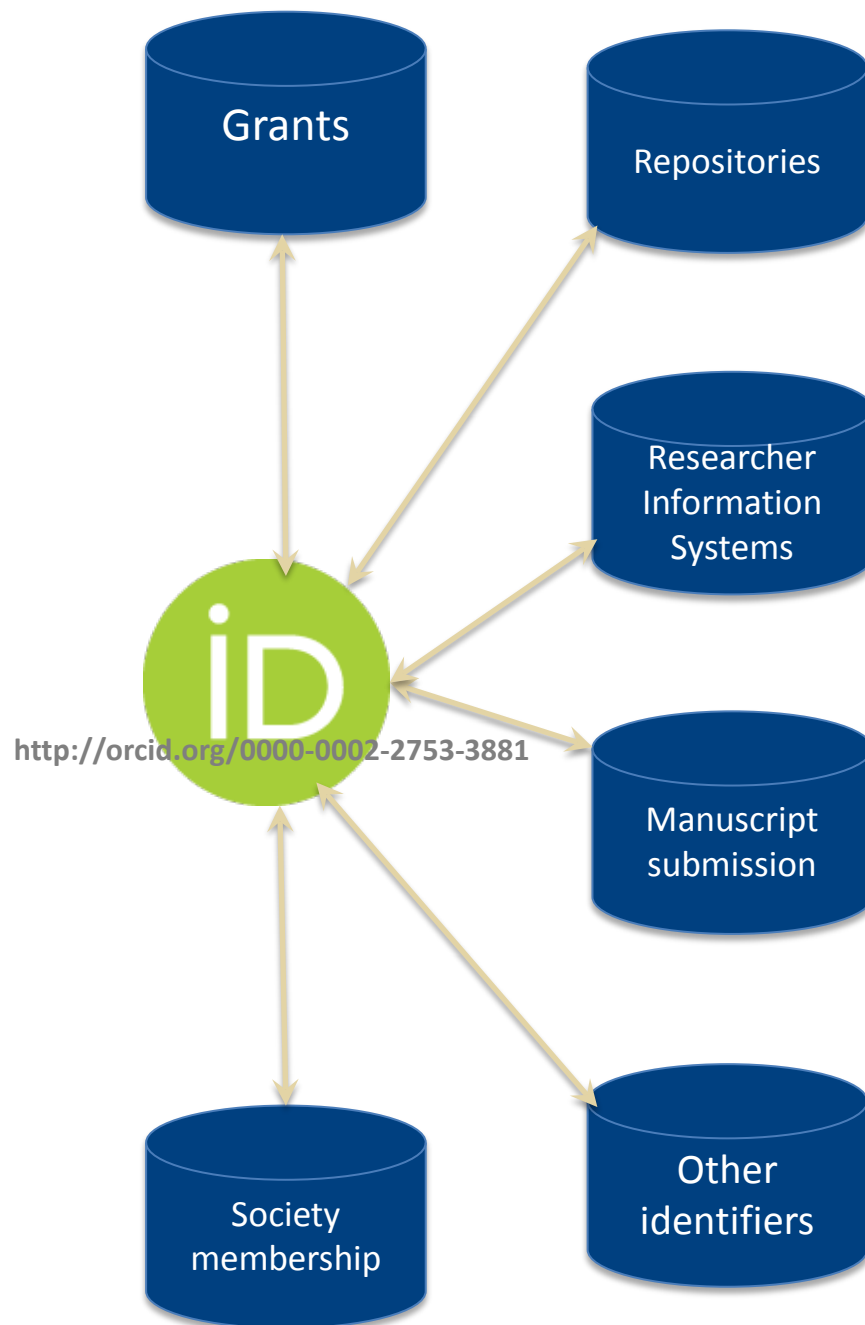 Grants
Repositories
Researcher
Information
Systems
iD
http://orcid.org/0000-0002-2753-3881
Manuscript
submission
Other
identifiers
Society
membership